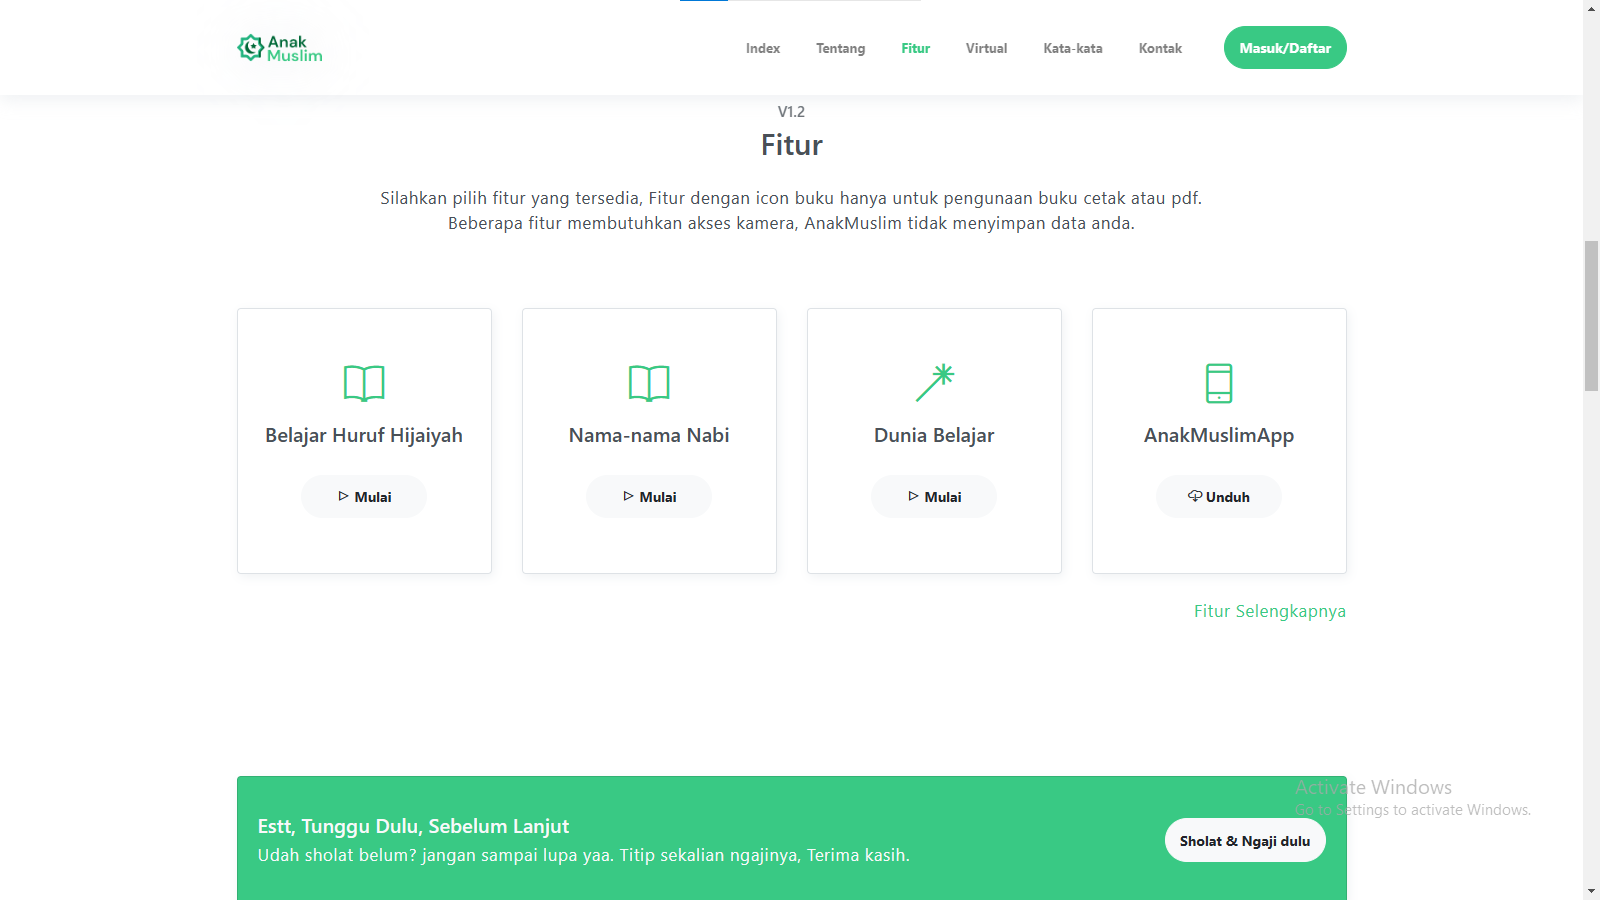 Anak
Muslim
Index
Tentang
Fitur
Virtual
Kata-kata
Kontak
Masuk/Daftar
V1.2
Fitur
Silahkan pilih fitur yang tersedia, Fitur dengan icon buku hanya untuk pengunaan buku cetak atau pdf.
Beberapa fitur membutuhkan akses kamera, AnakMuslim tidak menyimpan data anda.
Belajar Huruf Hijaiyah
Mulai
Nama-nama Nabi
Mulai
Dunia Belajar
Mulai
AnakMuslimApp
Unduh
Fitur Selengkapnya
Estt, Tunggu Dulu, Sebelum Lanjut
Udah sholat belum? jangan sampai lupa yaa. Titip sekalian ngajinya, Terima kasih.
Sholat & Ngaji dulu
Activate Windows
Go to Settings to activate Windows.